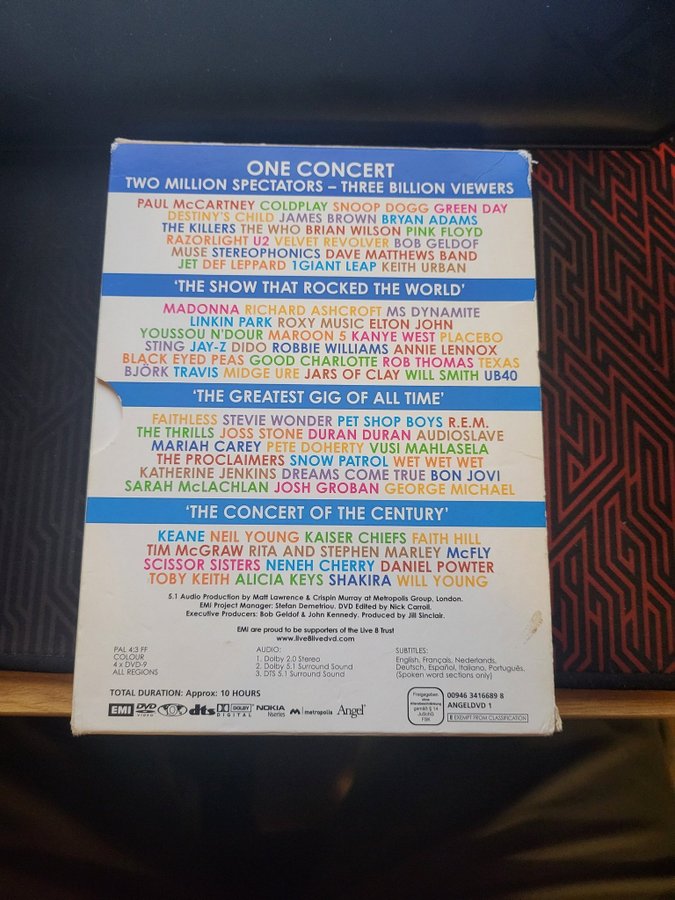 ONE CONCERT
TWO MILLION SPECTATORS – THREE BILLION VIEWERS
PAUL McCARTNEY COLDPLAY SNOOP DOGG GREEN DAY
DESTINY'S CHILD JAMES BROWN BRYAN ADAMS
THE KILLERS THE WHO BRIAN WILSON PINK FLOYD
RAZORLIGHT U2 VELVET REVOLVER BOB GELDOF
MUSE STEREOPHONICS DAVE MATTHEWS BAND
JET DEF LEPPARD 1GIANT LEAP KEITH URBAN
'THE SHOW THAT ROCKED THE WORLD'
MADONNA RICHARD ASHCROFT MS DYNAMITE
LINKIN PARK ROXY MUSIC ELTON JOHN
YOUSSOU N'DOUR MAROON 5 KANYE WEST PLACEBO
STING JAY-Z DIDO ROBBIE WILLIAMS ANNIE LENNOX
BLACK EYED PEAS GOOD CHARLOTTE ROB THOMAS TEXAS
BJÖRK TRAVIS MIDGE URE JARS OF CLAY WILL SMITH UB40
'THE GREATEST GIG OF ALL TIME'
FAITHLESS STEVIE WONDER PET SHOP BOYS R.E.M.
THE THRILLS JOSS STONE DURAN DURAN AUDIOSLAVE
MARIAH CAREY PETE DOHERTY VUSI MAHLASELA
THE PROCLAIMERS SNOW PATROL WET WET WET
KATHERINE JENKINS DREAMS COME TRUE BON JOVI
SARAH McLACHLAN JOSH GROBAN GEORGE MICHAEL
'THE CONCERT OF THE CENTURY'
KEANE NEIL YOUNG KAISER CHIEFS FAITH HILL
TIM McGRAW RITA AND STEPHEN MARLEY McFLY
SCISSOR SISTERS NENEH CHERRY DANIEL POWTER
TOBY KEITH ALICIA KEYS SHAKIRA WILL YOUNG
5.1 Audio Production by Matt Lawrence & Crispin Murray at Metropolis Group, London.
EMI Project Manager: Stefan Demetriou. DVD Edited by Nick Carroll.
Executive Producers: Bob Geldof & John Kennedy. Produced by Jill Sinclair.
EMI are proud to be supporters of the Live 8 Trust
www.live8livedvd.com
PAL 4:3 FF
COLOUR
4 x DVD-9
ALL REGIONS
AUDIO:
1. Dolby 2.0 Stereo
2. Dolby 5.1 Surround Sound
3. DTS 5.1 Surround Sound
SUBTITLES:
English, Français, Nederlands,
Deutsch, Español, Italiano, Português,
(Spoken word sections only)
TOTAL DURATION: Approx: 10 HOURS
EMI DVD VIDEO dts DOLBY DIGITAL NOKIA Nseries metropolis Angel
Freigegeben
ohne
Altersbeschränkung
gemäß § 14
JuSchG
FSK
00946 3416689 8
ANGELDVD 1
E EXEMPT FROM CLASSIFICATION